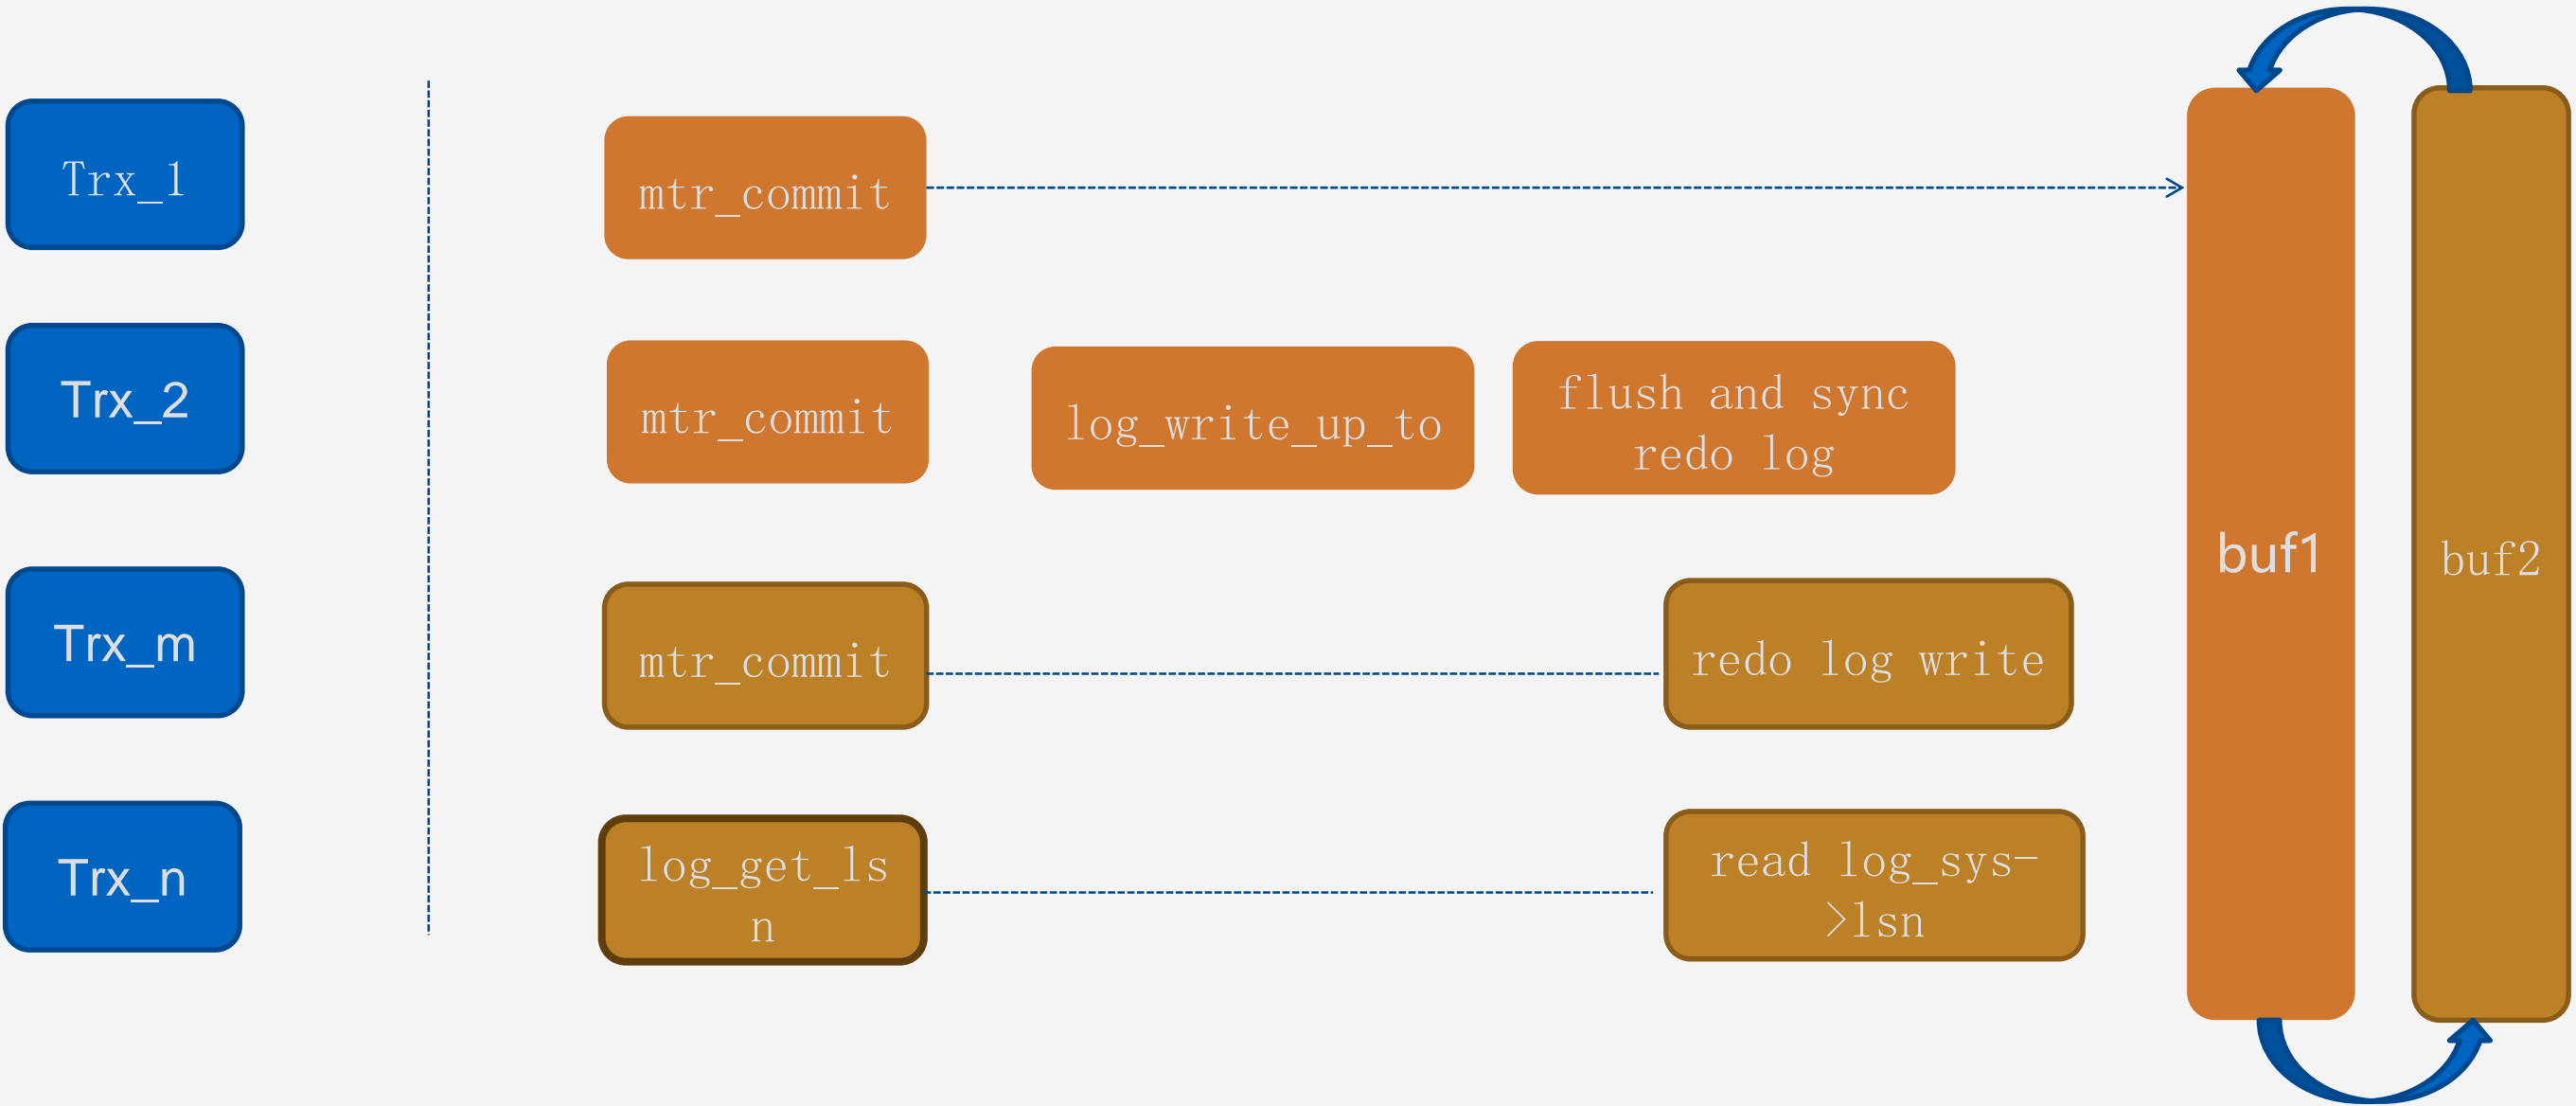 Trx_1
mtr_commit
Trx_2
mtr_commit
log_write_up_to
flush and sync
redo log
buf1
buf2
Trx_m
mtr_commit
redo log write
Trx_n
log_get_ls
n
read log_sys-
>lsn